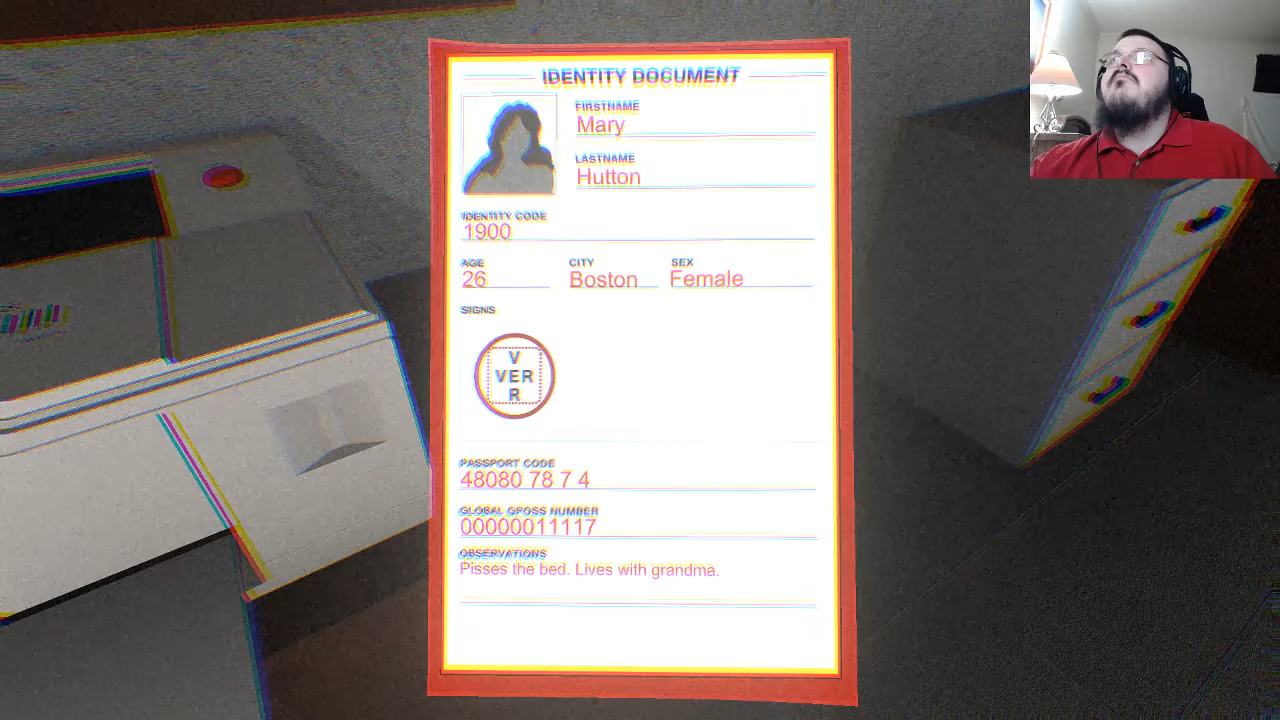 IDENTITY DOCUMENT
FIRSTNAME
Mary
LASTNAME
Hutton
IDENTITY CODE
1900
AGE CITY SEX
26 Boston Female
SIGNS
V
VER
R
PASSPORT CODE
48080 78 7 4
GLOBAL GPOSS NUMBER
00000011117
OBSERVATIONS
Pisses the bed. Lives with grandma.